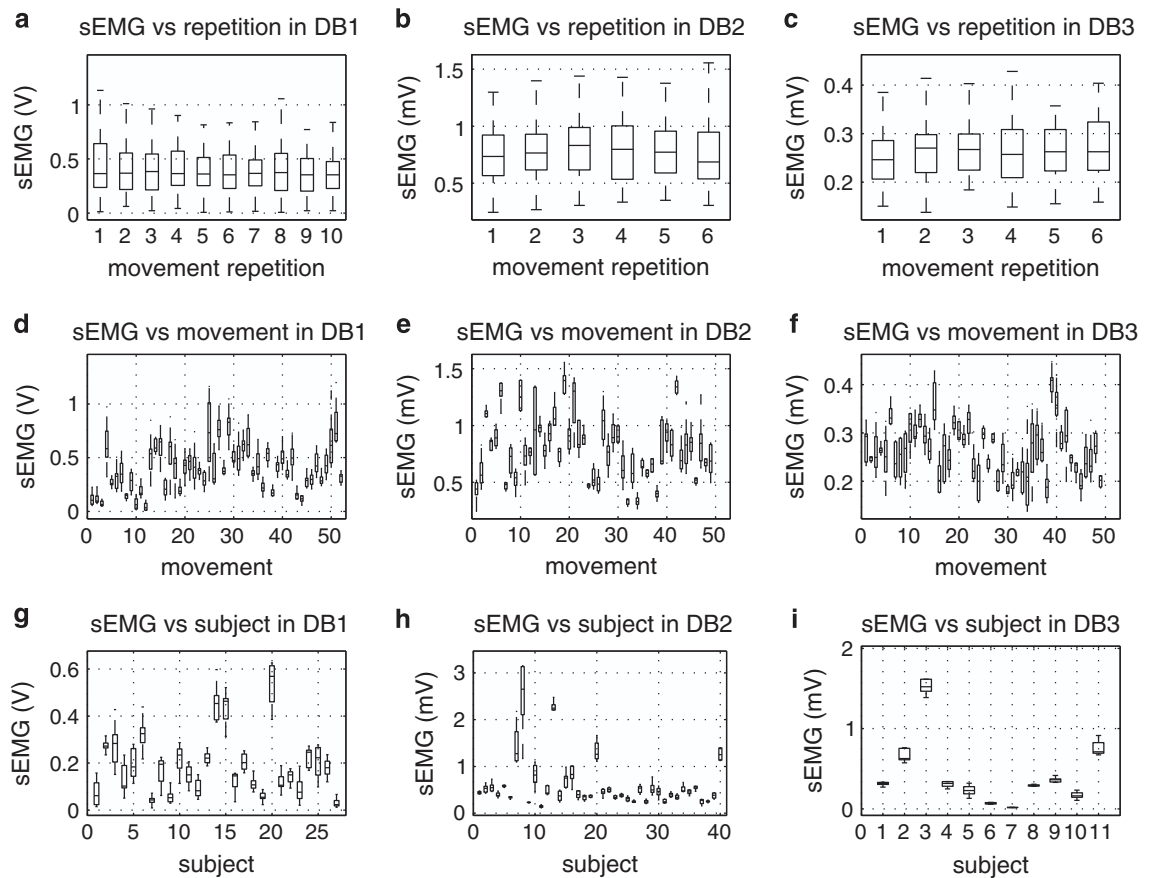 a
sEMG vs repetition in DB1
sEMG (V)
1
0.5
0
1 2 3 4 5 6 7 8 9 10
movement repetition
b
sEMG vs repetition in DB2
sEMG (mV)
1.5
1
0.5
1 2 3 4 5 6
movement repetition
c
sEMG vs repetition in DB3
sEMG (mV)
0.4
0.3
0.2
1 2 3 4 5 6
movement repetition
d
sEMG vs movement in DB1
sEMG (V)
1
0.5
0
0 10 20 30 40 50
movement
e
sEMG vs movement in DB2
sEMG (mV)
1.5
1
0.5
0 10 20 30 40 50
movement
f
sEMG vs movement in DB3
sEMG (mV)
0.4
0.3
0.2
0 10 20 30 40 50
movement
g
sEMG vs subject in DB1
sEMG (V)
0.6
0.4
0.2
0
0 5 10 15 20 25
subject
h
sEMG vs subject in DB2
sEMG (mV)
3
2
1
0
0 10 20 30 40
subject
i
sEMG vs subject in DB3
sEMG (mV)
2
1
0
0 1 2 3 4 5 6 7 8 9 10 11
subject